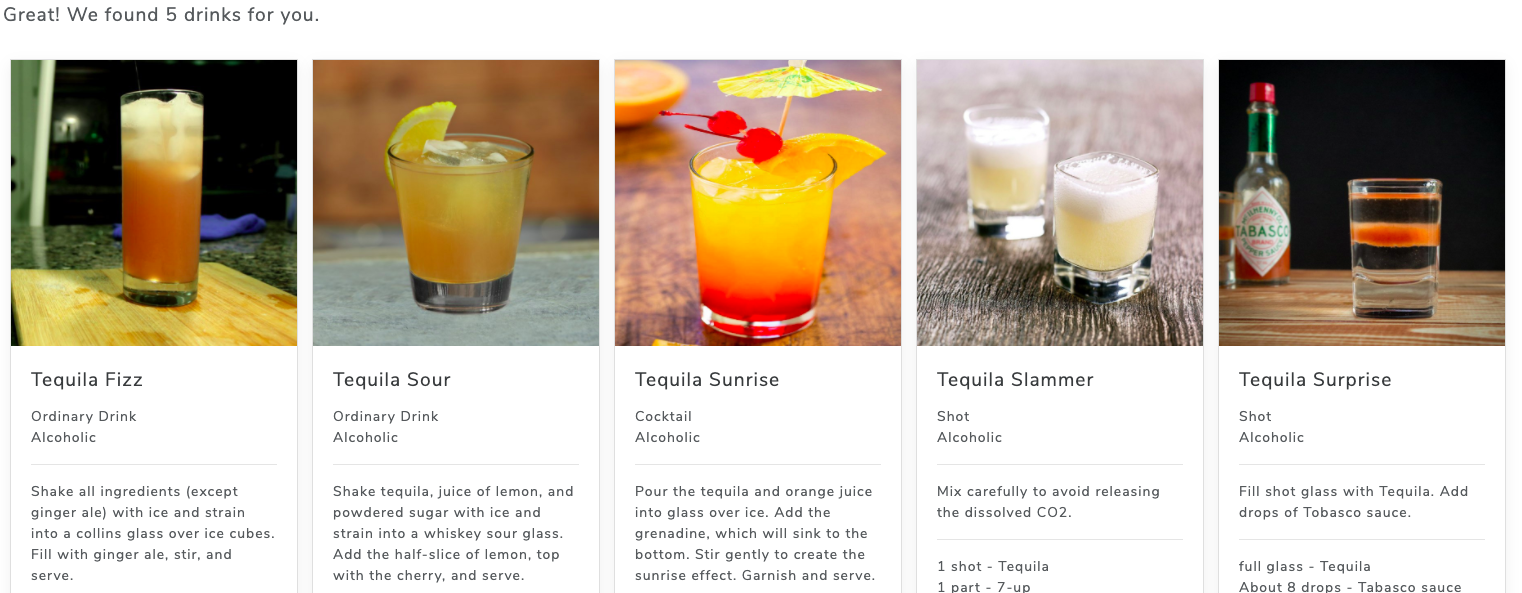 Great! We found 5 drinks for you.
TABASCO
BRAND
PEPPER SAUCE
Tequila Fizz
Ordinary Drink
Alcoholic
Shake all ingredients (except
ginger ale) with ice and strain
into a collins glass over ice cubes.
Fill with ginger ale, stir, and
serve.
Tequila Sour
Ordinary Drink
Alcoholic
Shake tequila, juice of lemon, and
powdered sugar with ice and
strain into a whiskey sour glass.
Add the half-slice of lemon, top
with the cherry, and serve.
Tequila Sunrise
Cocktail
Alcoholic
Pour the tequila and orange juice
into glass over ice. Add the
grenadine, which will sink to the
bottom. Stir gently to create the
sunrise effect. Garnish and serve.
Tequila Slammer
Shot
Alcoholic
Mix carefully to avoid releasing
the dissolved CO2.
1 shot - Tequila
1 part - 7-up
Tequila Surprise
Shot
Alcoholic
Fill shot glass with Tequila. Add
drops of Tobasco sauce.
full glass - Tequila
About 8 drops - Tabasco sauce